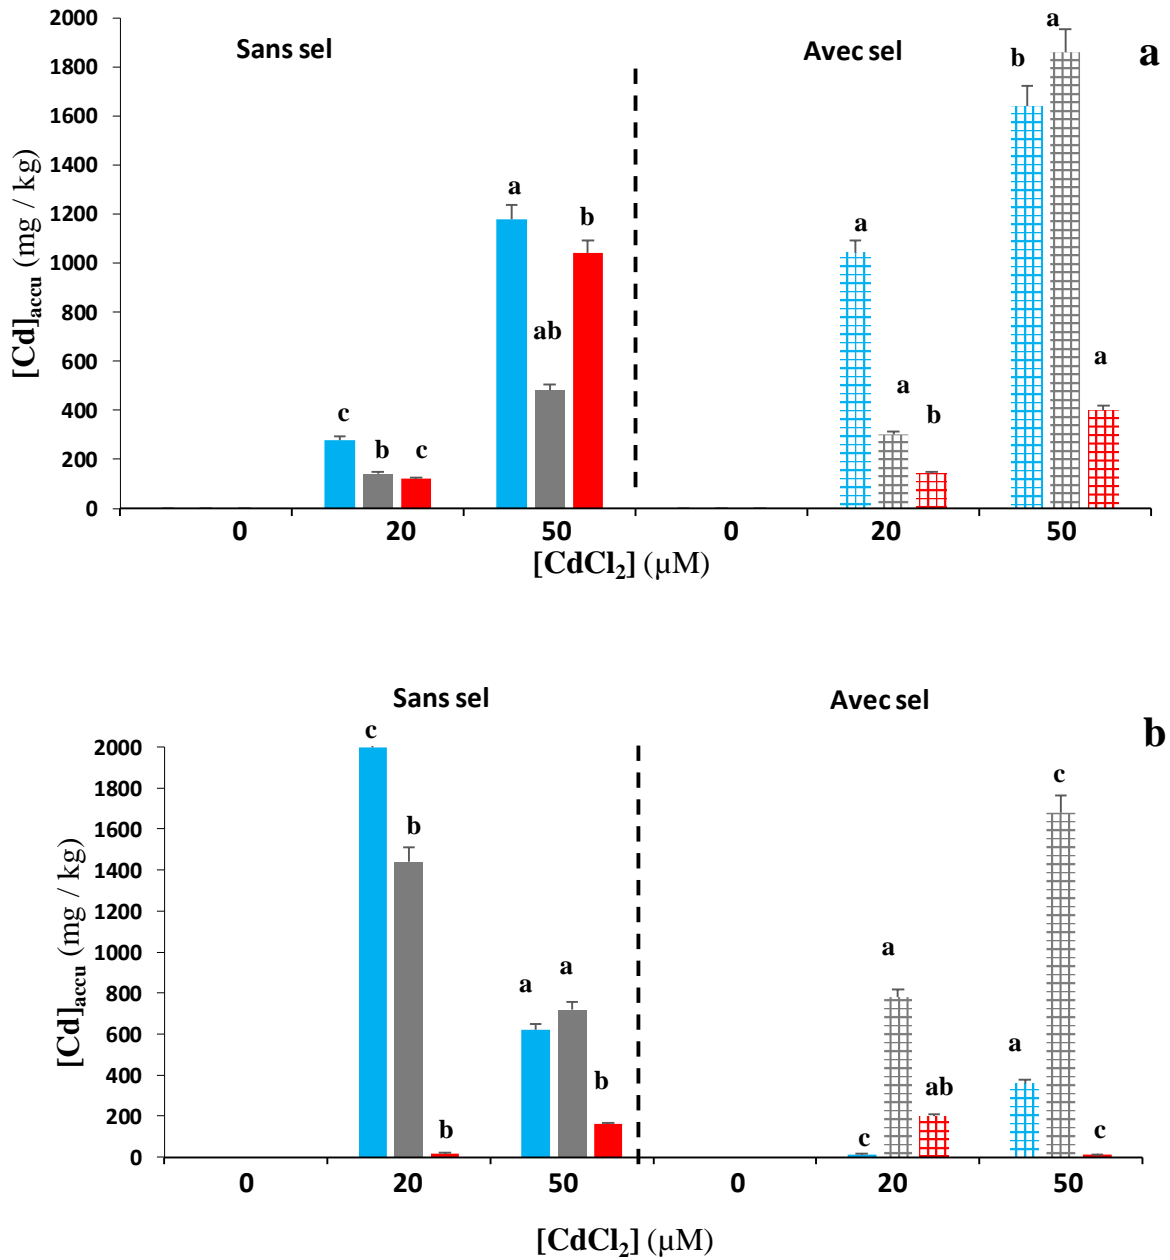 2000
1800
1600
1400
1200
1000
800
600
400
200
0
[Cd]accu (mg / kg)
Sans sel
Avec sel
a
c
b
c
a
ab
b
a
a
b
b
a
a
0
20
50
0
20
50
[CdCl2] (µM)
Sans sel
Avec sel
b
2000
1800
1600
1400
1200
1000
800
600
400
200
0
[Cd]accu (mg / kg)
c
b
b
a
a
b
c
a
ab
a
c
c
0
20
50
0
20
50
[CdCl2] (µM)